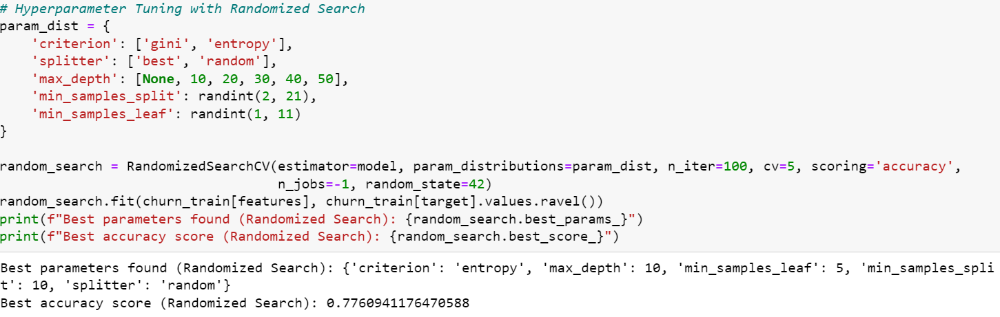 # Hyperparameter Tuning with Randomized Search
param_dist = {
    'criterion': ['gini', 'entropy'],
    'splitter': ['best', 'random'],
    'max_depth': [None, 10, 20, 30, 40, 50],
    'min_samples_split': randint(2, 21),
    'min_samples_leaf': randint(1, 11)
}

random_search = RandomizedSearchCV(estimator=model, param_distributions=param_dist, n_iter=100, cv=5, scoring='accuracy',
                                   n_jobs=-1, random_state=42)
random_search.fit(churn_train[features], churn_train[target].values.ravel())
print(f"Best parameters found (Randomized Search): {random_search.best_params_}")
print(f"Best accuracy score (Randomized Search): {random_search.best_score_}")
Best parameters found (Randomized Search): {'criterion': 'entropy', 'max_depth': 10, 'min_samples_leaf': 5, 'min_samples_spli
t': 10, 'splitter': 'random'}
Best accuracy score (Randomized Search): 0.7760941176470588